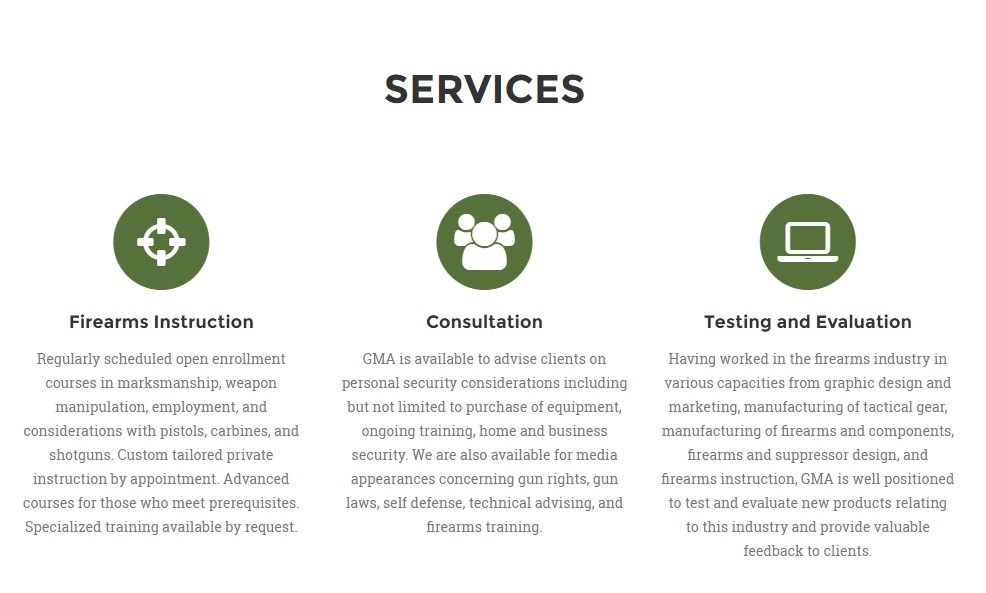 SERVICES
Firearms Instruction
Regularly scheduled open enrollment
courses in marksmanship, weapon
manipulation, employment, and
considerations with pistols, carbines, and
shotguns. Custom tailored private
instruction by appointment. Advanced
courses for those who meet prerequisites.
Specialized training available by request.
Consultation
GMA is available to advise clients on
personal security considerations including
but not limited to purchase of equipment,
ongoing training, home and business
security. We are also available for media
appearances concerning gun rights, gun
laws, self defense, technical advising, and
firearms training.
Testing and Evaluation
Having worked in the firearms industry in
various capacities from graphic design and
marketing, manufacturing of tactical gear,
manufacturing of firearms and components,
firearms and suppressor design, and
firearms instruction, GMA is well positioned
to test and evaluate new products relating
to this industry and provide valuable
feedback to clients.